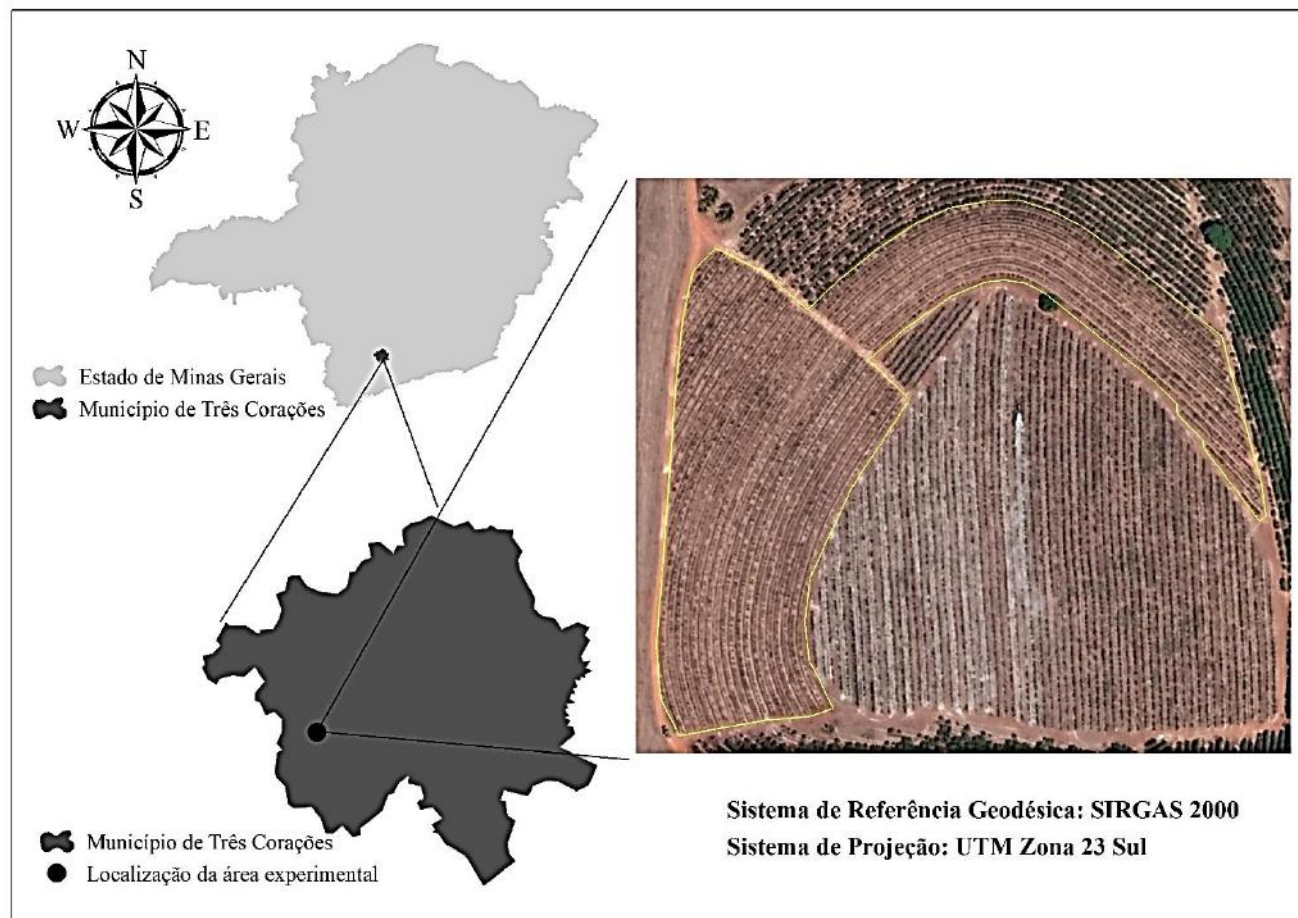 N
W E
S
Estado de Minas Gerais
Município de Três Corações
Município de Três Corações
Localização da área experimental
Sistema de Referência Geodésica: SIRGAS 2000
Sistema de Projeção: UTM Zona 23 Sul